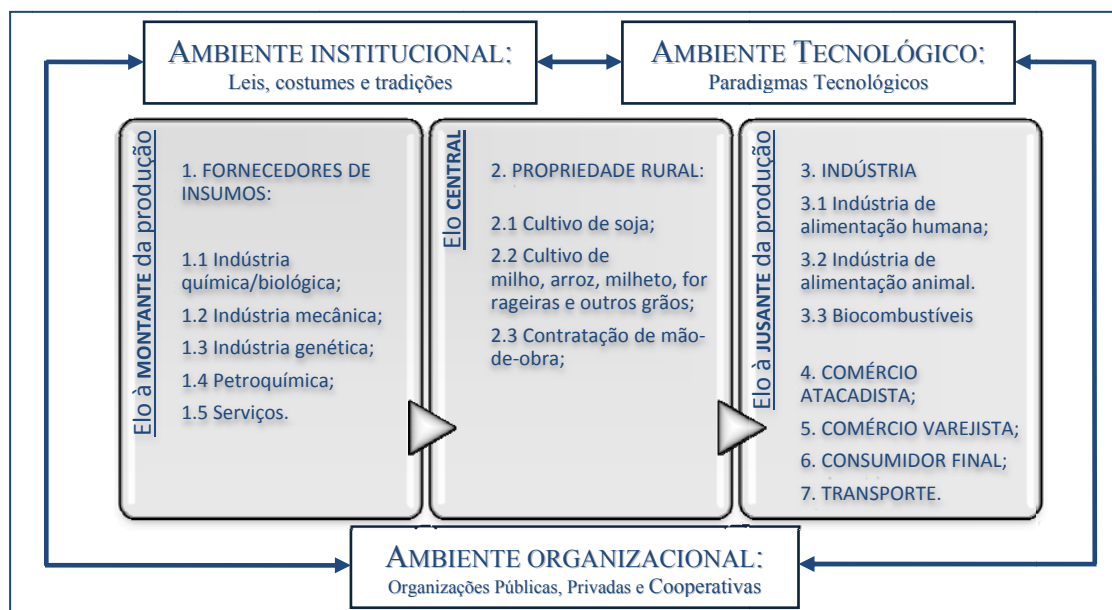 AMBIENTE INSTITUCIONAL:
Leis, costumes e tradições
AMBIENTE TECNOLÓGICO:
Paradigmas Tecnológicos
Elo à MONTANTE da produção
1. FORNECEDORES DE
INSUMOS:
1.1 Indústria
química/biológica;
1.2 Indústria mecânica;
1.3 Indústria genética;
1.4 Petroquímica;
1.5 Serviços.
Elo CENTRAL
2. PROPRIEDADE RURAL:
2.1 Cultivo de soja;
2.2 Cultivo de
milho, arroz, milheto, for
rageiras e outros grãos;
2.3 Contratação de mão-
de-obra;
Elo à JUSANTE da produção
3. INDÚSTRIA
3.1 Indústria de
alimentação humana;
3.2 Indústria de
alimentação animal.
3.3 Biocombustíveis
4. COMÉRCIO
ATACADISTA;
5. COMÉRCIO VAREJISTA;
6. CONSUMIDOR FINAL;
7. TRANSPORTE.
AMBIENTE ORGANIZACIONAL:
Organizações Públicas, Privadas e Cooperativas